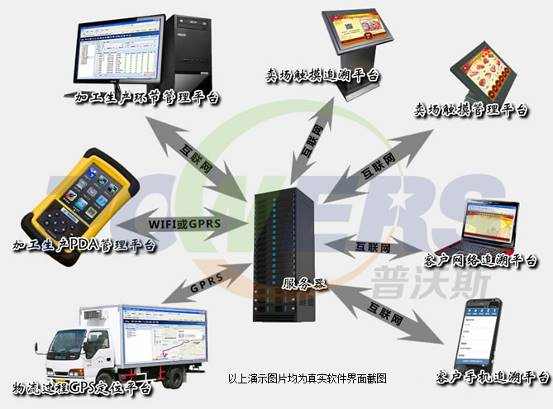 加工生产环节管理平台
卖场触摸追溯平台
卖场触摸管理平台
互联网
互联网
互联网
POWERS
加工生产PDA管理平台
WIFI或GPRS
互联网
客户网络追溯平台
服务器
普沃斯
GPRS
互联网
物流过程GPS定位平台
以上演示图片均为真实软件界面截图
客户手机追溯平台